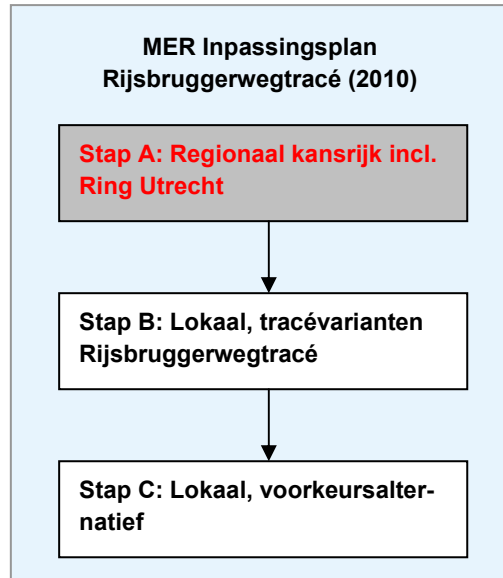 MER Inpassingsplan
Rijsbruggerwegtracé (2010)
Stap A: Regionaal kansrijk incl.
Ring Utrecht
Stap B: Lokaal, tracévarianten
Rijsbruggerwegtracé
Stap C: Lokaal, voorkeursalter-
natief